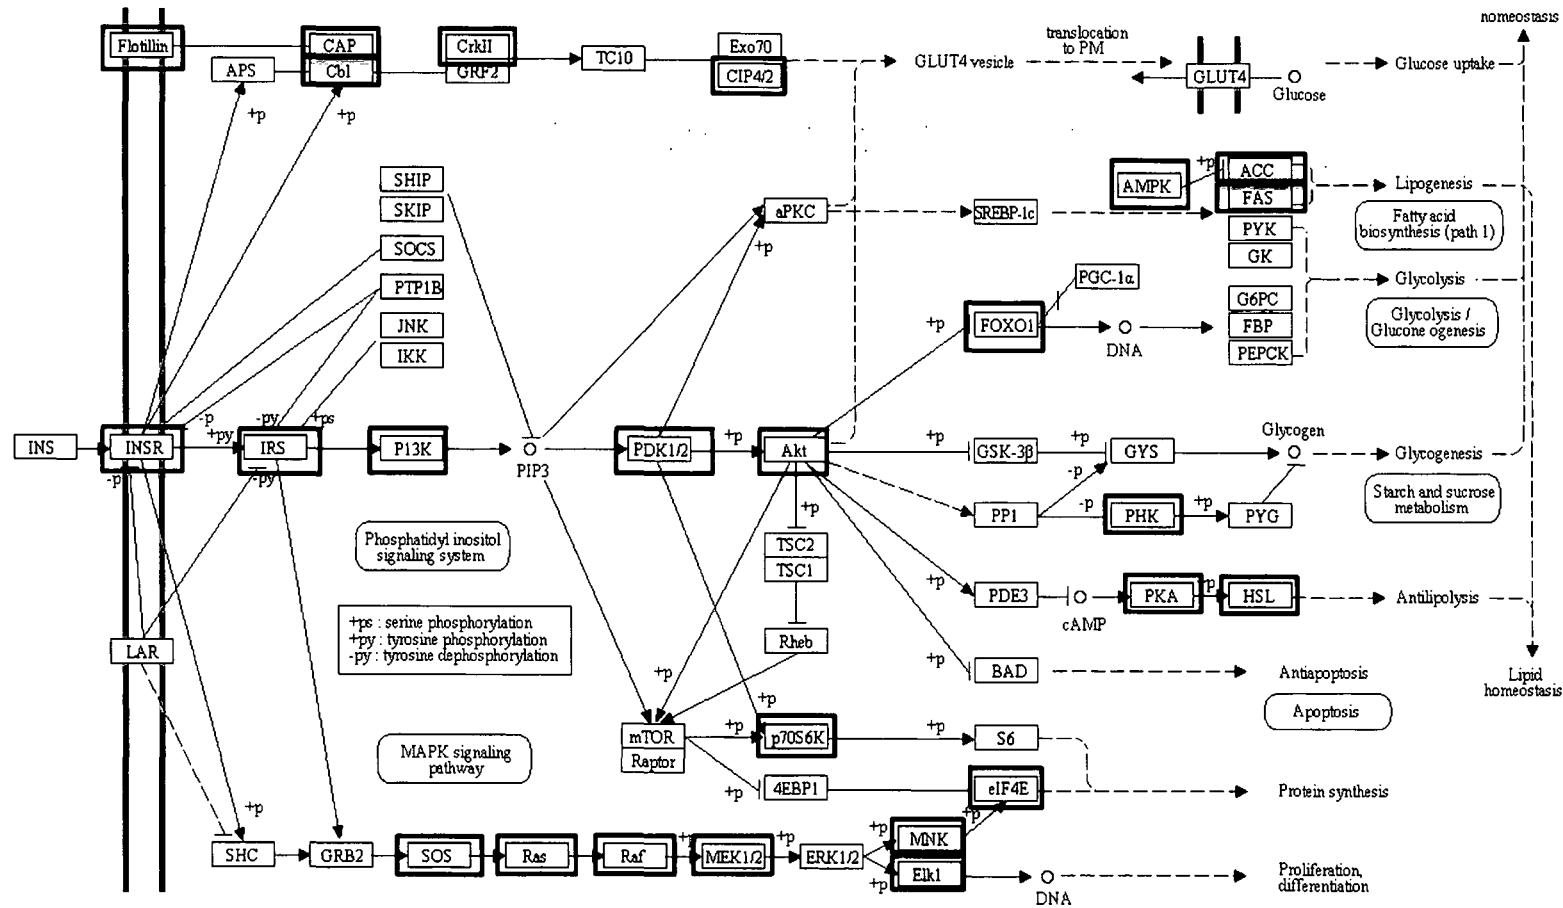 nomeostasis
Flotillin
CAP
CrkII
Exo70
translocation
to PM
APS
Cbl
GRF2
TC10
CIP4/2
GLUT4 vesicle
GLUT4
Glucose
Glucose uptake
+p
+p
SHIP
SKIP
SOCS
PTP1B
JNK
IKK
aPKC
+p
SREBP-1c
AMPK
+p
ACC
FAS
PYK
GK
G6PC
FBP
PEPCK
Lipogenesis
Fatty acid
biosynthesis (path 1)
PGC-1α
Glycolysis
Glycolysis /
Glucone ogenesis
+p
FOXO1
DNA
INS
INSR
-p
+py
-p
IRS
-py
+ps
-py
P13K
PIP3
PDK1/2
+p
Akt
+p
GSK-3β
+p
GYS
Glycogen
Glycogenesis
-p
PP1
-p
PHK
+p
PYG
Starch and sucrose
metabolism
Phosphatidyl inositol
signaling system
+p
TSC2
TSC1
+p
PDE3
cAMP
PKA
+p
HSL
Antilipolysis
+ps : serine phosphorylation
+py : tyrosine phosphorylation
-py : tyrosine dephosphorylation
LAR
Rheb
+p
+p
BAD
Antiapoptosis
Lipid
homeostasis
Apoptosis
+p
mTOR
Raptor
+p
p70S6K
+p
S6
MAPK signaling
pathway
+p
4EBP1
eIF4E
Protein synthesis
+p
SHC
GRB2
SOS
Ras
Raf
+p
MEK1/2
+p
ERK1/2
+p
MNK
+p
+p
Elk1
DNA
Proliferation,
differentiation